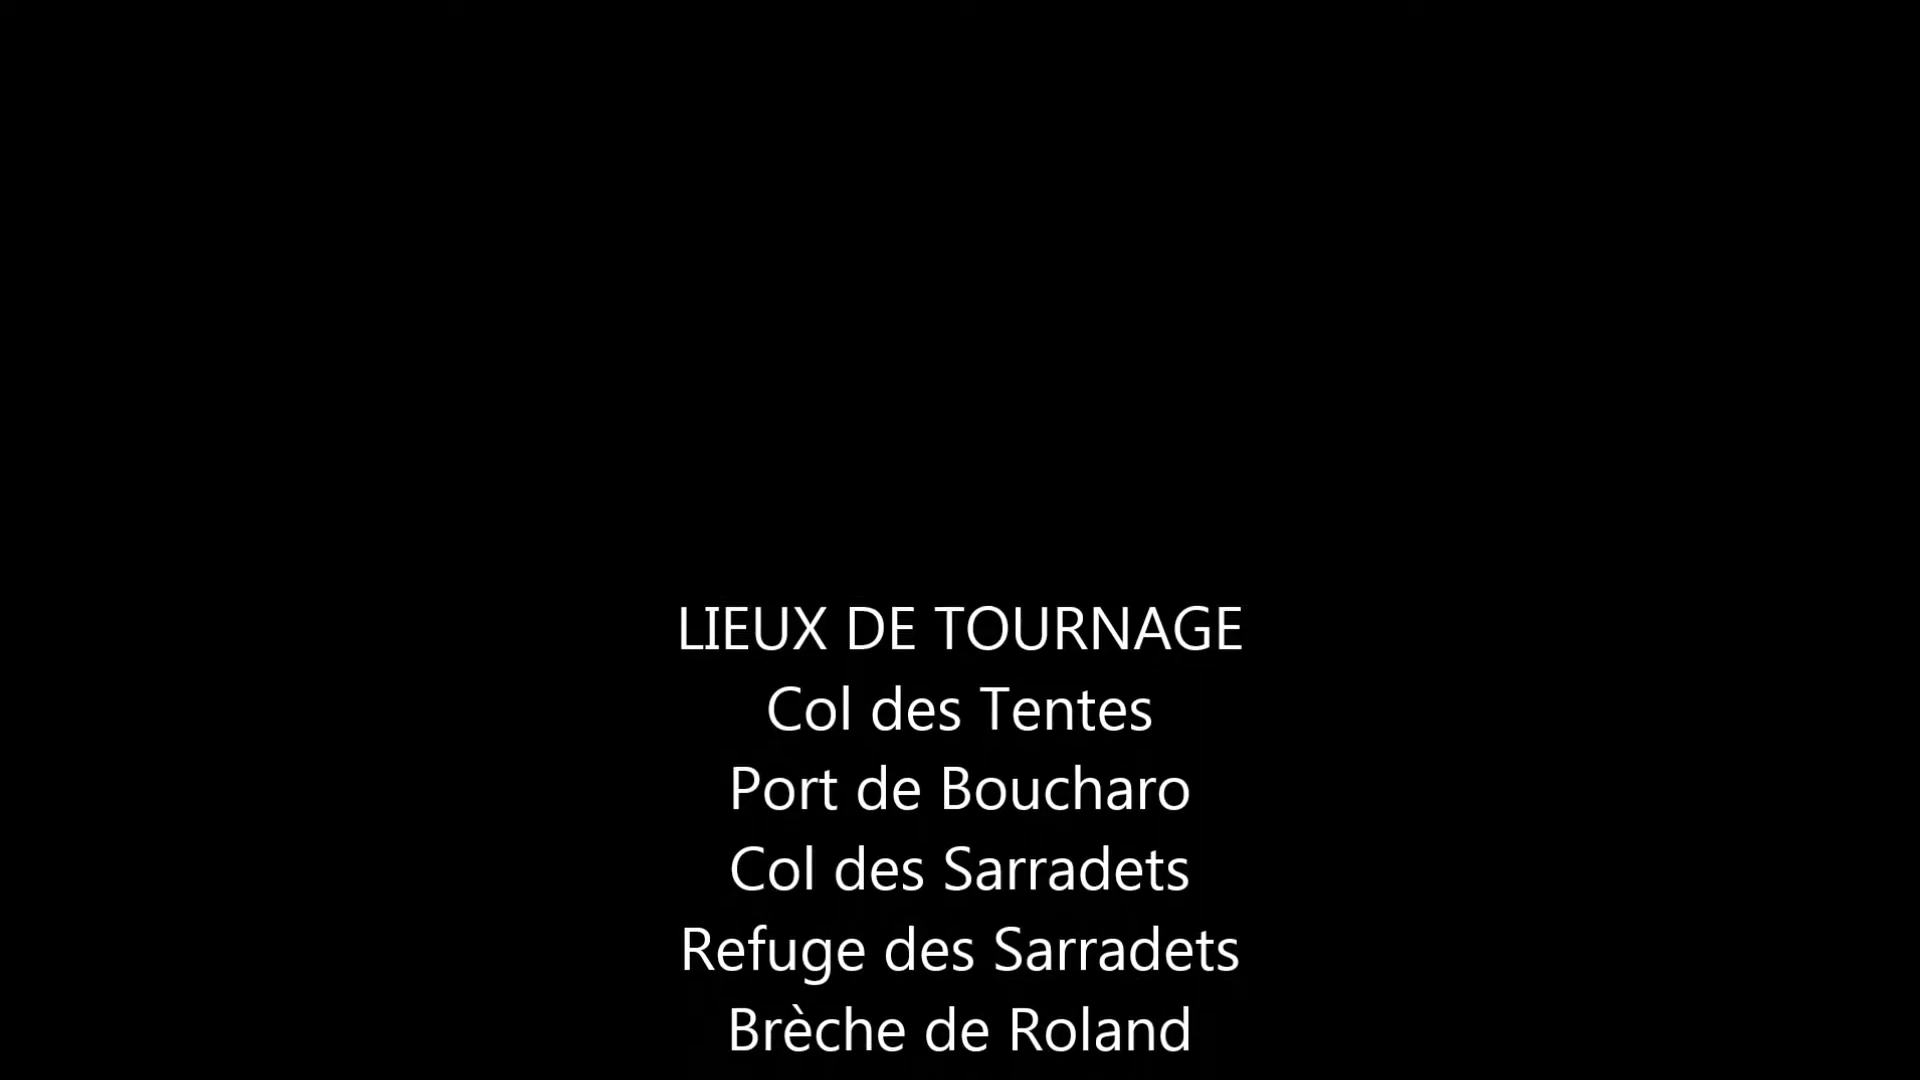 LIEUX DE TOURNAGE
Col des Tentes
Port de Boucharo
Col des Sarradets
Refuge des Sarradets
Brèche de Roland